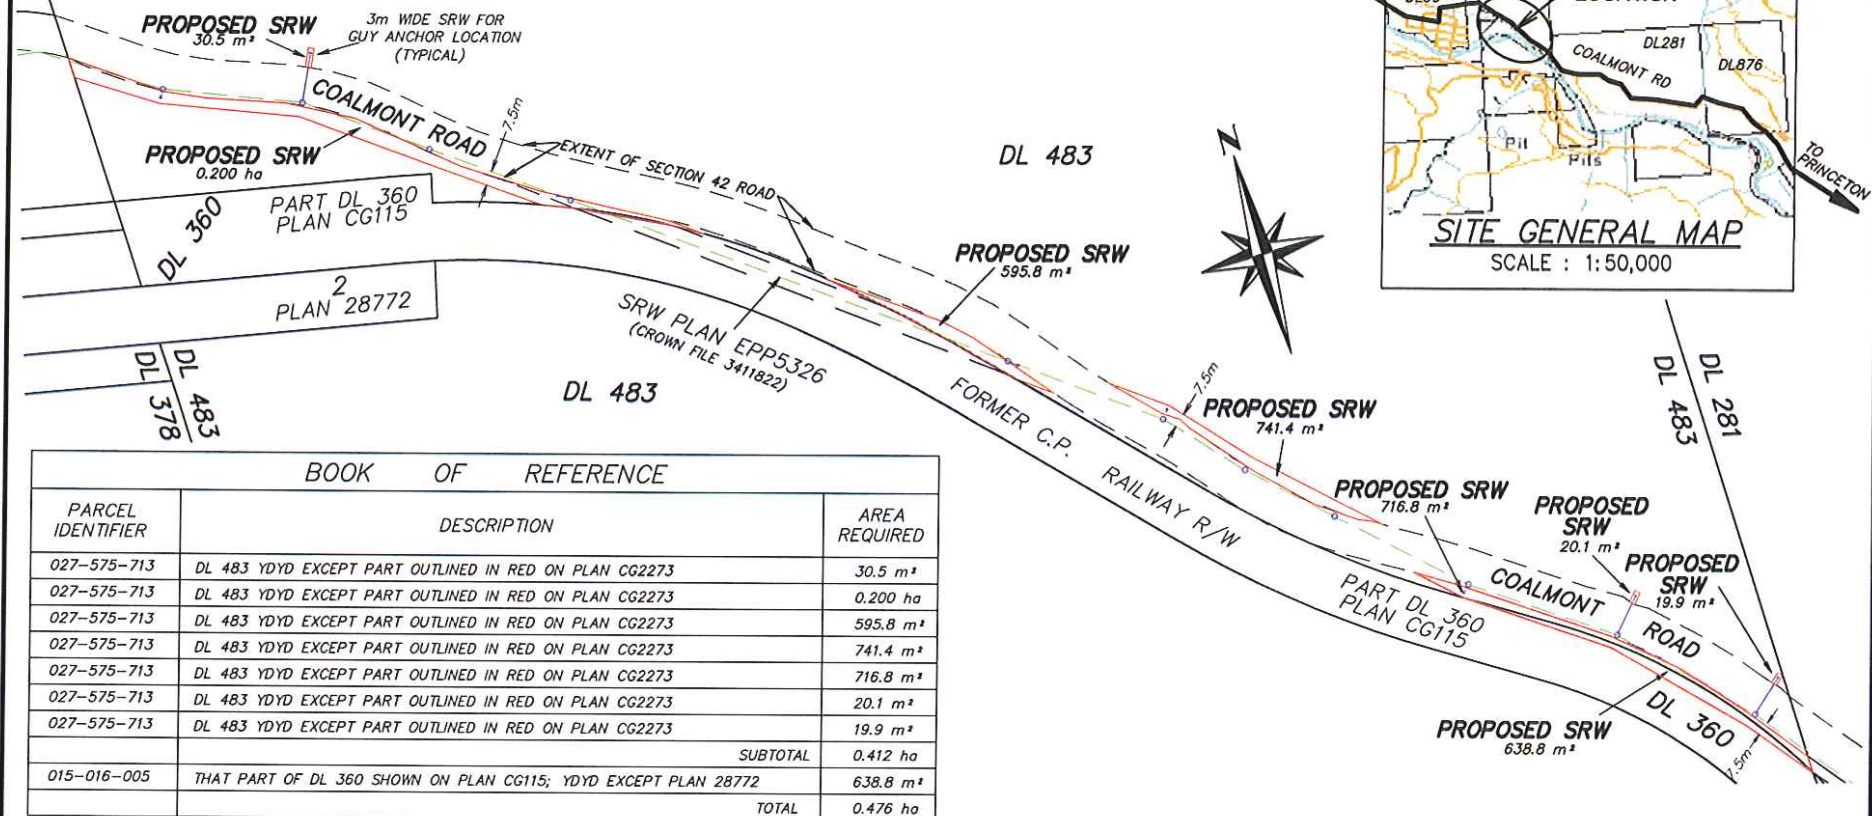 PROPOSED SRW
30.5 m²
3m WIDE SRW FOR
GUY ANCHOR LOCATION
(TYPICAL)
COALMONT ROAD
7.5m
EXTENT OF SECTION 42 ROAD
PROPOSED SRW
0.200 ha
DL 360
PART DL 360
PLAN CG115
2
PLAN 28772
DL 483
DL 378
DL 483
DL 483
SRW PLAN EPP5326
(CROWN FILE 3411822)
PROPOSED SRW
595.8 m²
N
FORMER C.P. RAILWAY R/W
7.5m
PROPOSED SRW
741.4 m²
PROPOSED SRW
716.8 m²
PROPOSED
SRW
20.1 m²
PROPOSED
SRW
19.9 m²
COALMONT ROAD
PART DL 360
PLAN CG115
DL 360
PROPOSED SRW
638.8 m²
7.5m
DL 281
DL 483
DL281
DL876
COALMONT RD
Pit
Pits
TO
PRINCETON
SITE GENERAL MAP
SCALE : 1:50,000
BOOK OF REFERENCE
PARCEL IDENTIFIER DESCRIPTION AREA REQUIRED
027-575-713 DL 483 YDYD EXCEPT PART OUTLINED IN RED ON PLAN CG2273 30.5 m²
027-575-713 DL 483 YDYD EXCEPT PART OUTLINED IN RED ON PLAN CG2273 0.200 ha
027-575-713 DL 483 YDYD EXCEPT PART OUTLINED IN RED ON PLAN CG2273 595.8 m²
027-575-713 DL 483 YDYD EXCEPT PART OUTLINED IN RED ON PLAN CG2273 741.4 m²
027-575-713 DL 483 YDYD EXCEPT PART OUTLINED IN RED ON PLAN CG2273 716.8 m²
027-575-713 DL 483 YDYD EXCEPT PART OUTLINED IN RED ON PLAN CG2273 20.1 m²
027-575-713 DL 483 YDYD EXCEPT PART OUTLINED IN RED ON PLAN CG2273 19.9 m²
SUBTOTAL 0.412 ha
015-016-005 THAT PART OF DL 360 SHOWN ON PLAN CG115; YDYD EXCEPT PLAN 28772 638.8 m²
TOTAL 0.476 ha